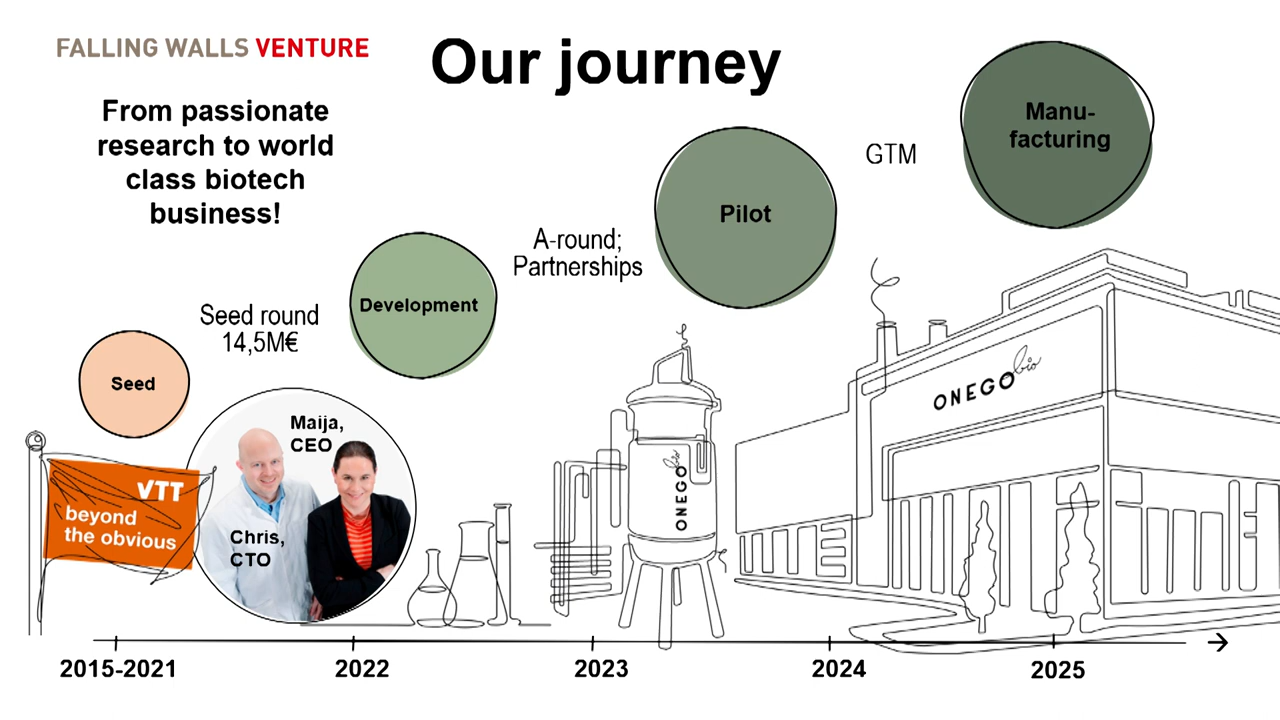 FALLING WALLS VENTURE
Our journey
From passionate
research to world
class biotech
business!
Seed
Seed round
14,5M€
Development
A-round;
Partnerships
Pilot
GTM
Manu-
facturing
VTT
beyond
the obvious
Maija,
CEO
Chris,
CTO
ONEGO bio
ONEGO bio
2015-2021
2022
2023
2024
2025